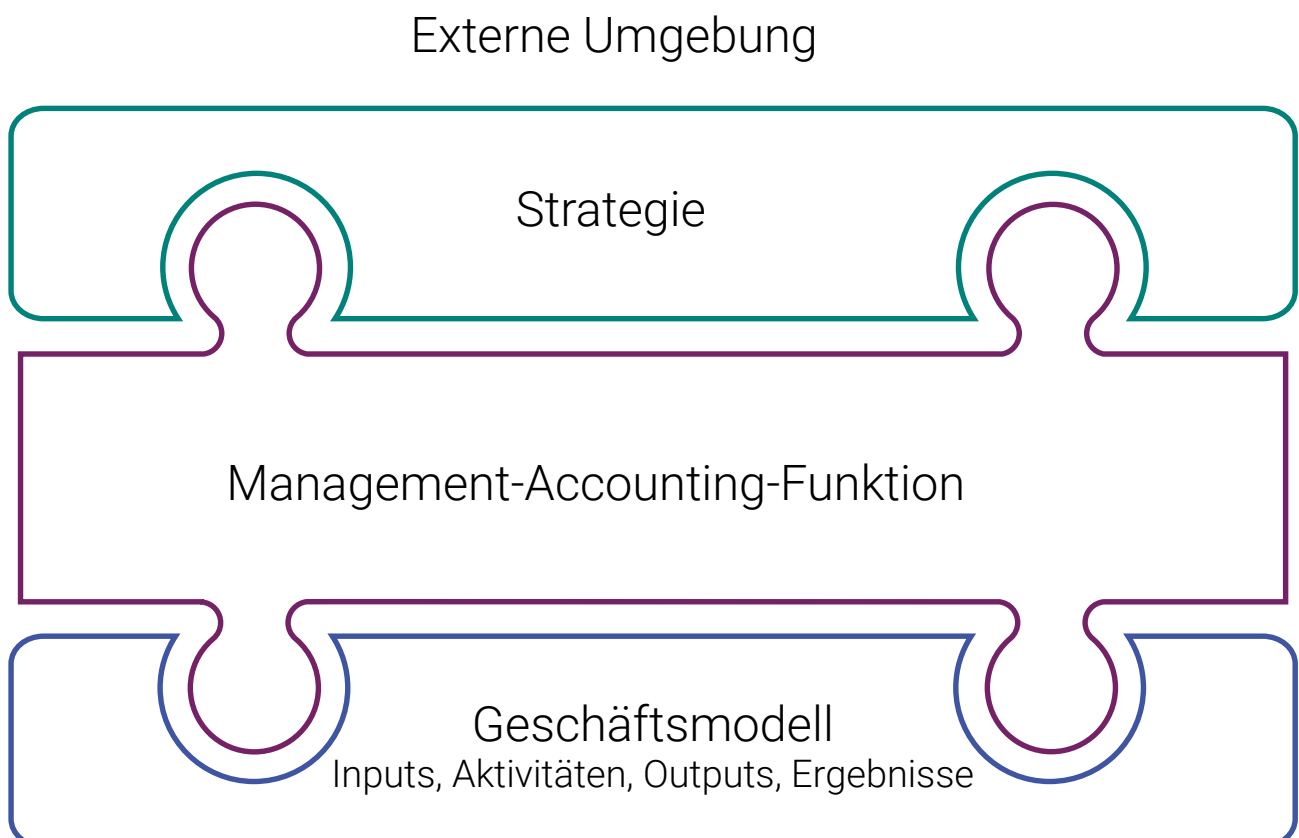 Externe Umgebung
Strategie
Management-Accounting-Funktion
Geschäftsmodell
Inputs, Aktivitäten, Outputs, Ergebnisse